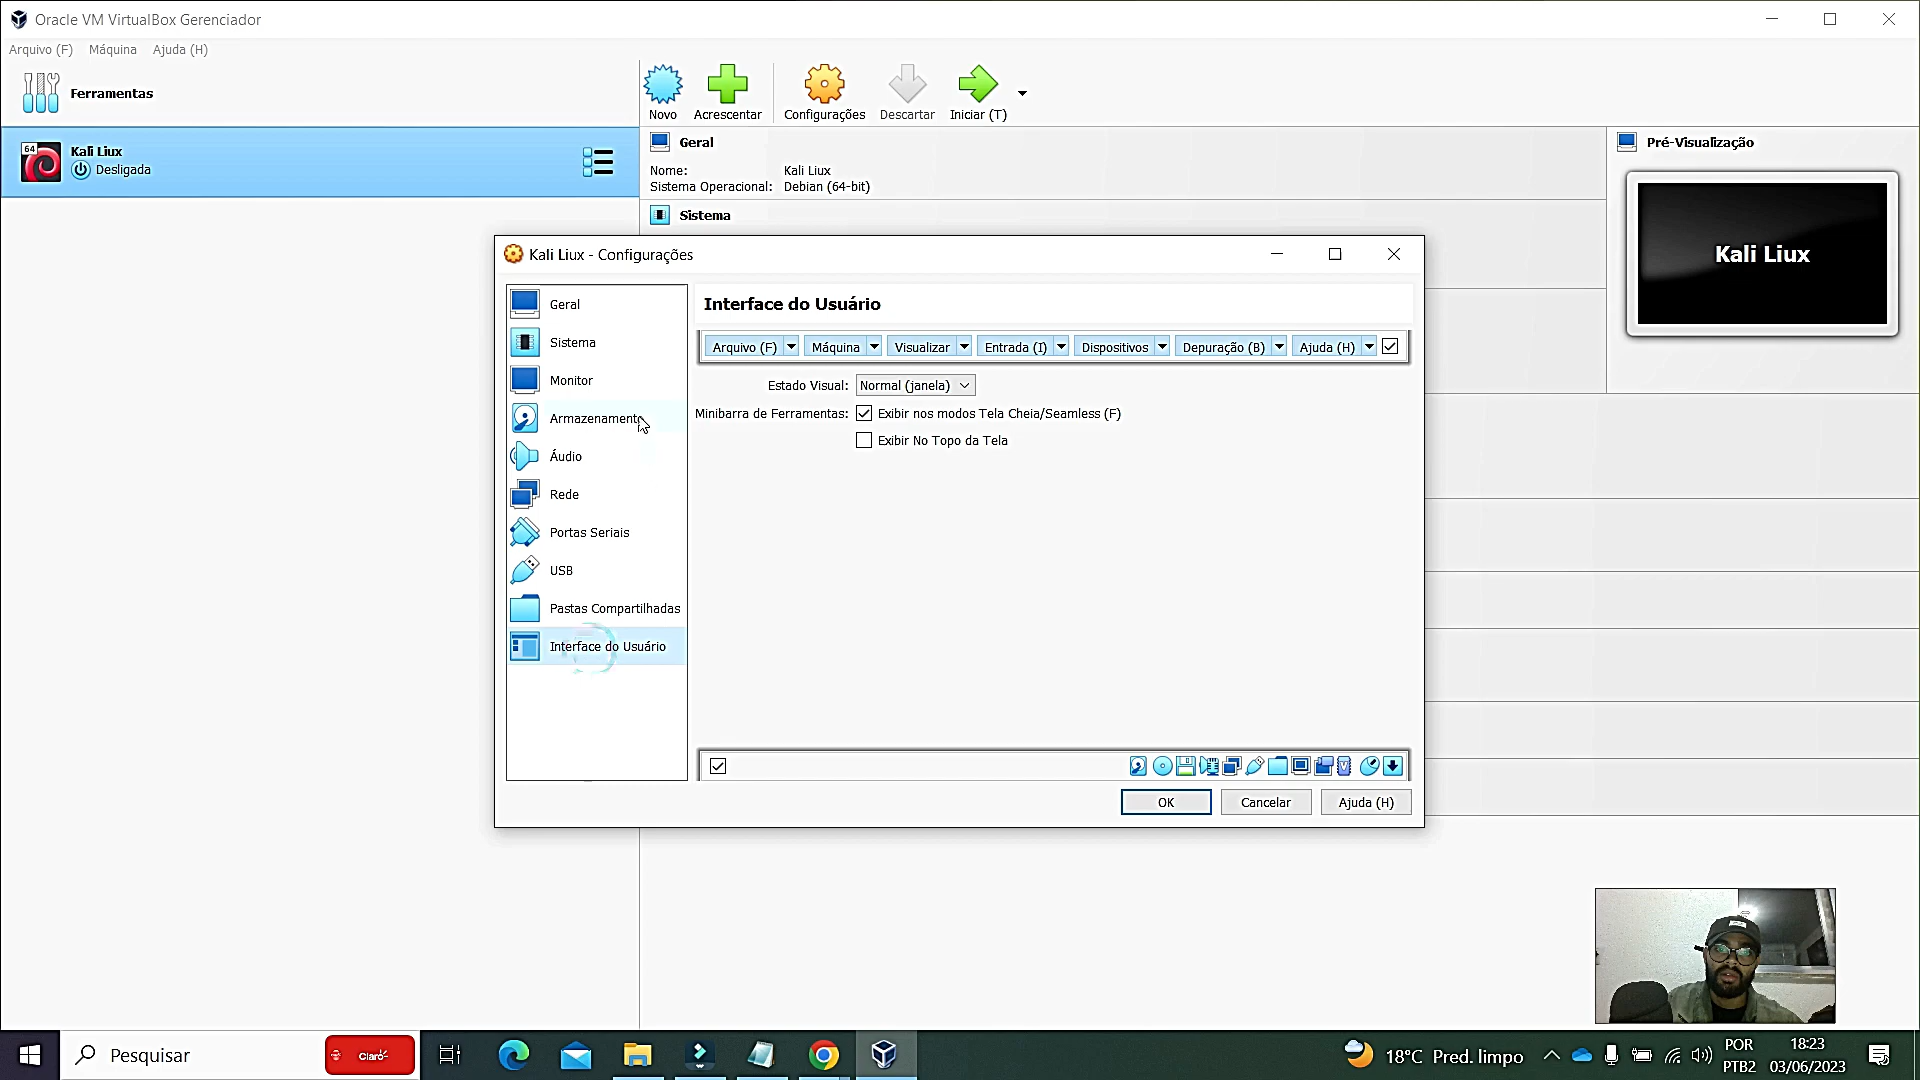 Oracle VM VirtualBox Gerenciador
Arquivo (F) Máquina Ajuda (H)
Ferramentas
Novo Acrescentar Configurações Descartar Iniciar (T)
64
Kali Liux
Desligada
Geral
Nome: Kali Liux
Sistema Operacional: Debian (64-bit)
Sistema
Pré-Visualização
Kali Liux
Kali Liux - Configurações
Geral
Sistema
Monitor
Armazenamento
Áudio
Rede
Portas Seriais
USB
Pastas Compartilhadas
Interface do Usuário
Interface do Usuário
Arquivo (F) Máquina Visualizar Entrada (I) Dispositivos Depuração (B) Ajuda (H)
Estado Visual: Normal (janela)
Minibarra de Ferramentas: Exibir nos modos Tela Cheia/Seamless (F)
Exibir No Topo da Tela
OK Cancelar Ajuda (H)
Pesquisar
Claro
18°C Pred. limpo
POR
PTB2
18:23
03/06/2023